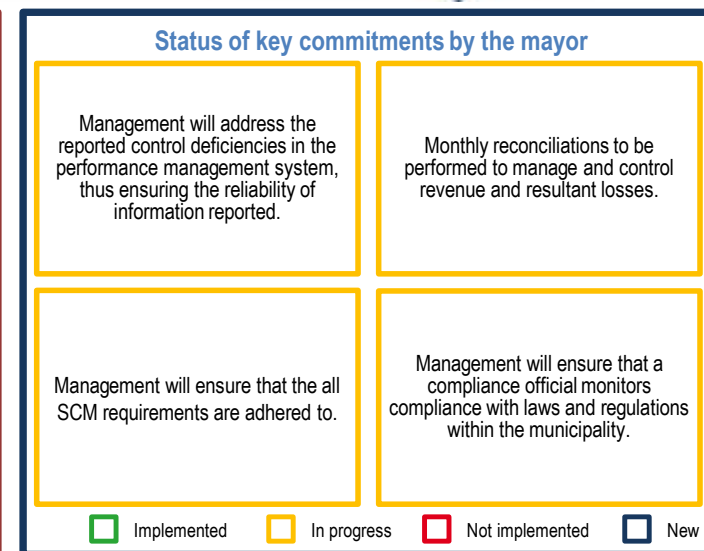 Status of key commitments by the mayor
Management will address the
reported control deficiencies in the
performance management system,
thus ensuring the reliability of
information reported.
Monthly reconciliations to be
performed to manage and control
revenue and resultant losses.
Management will ensure that the all
SCM requirements are adhered to.
Management will ensure that a
compliance official monitors
compliance with laws and regulations
within the municipality.
Implemented In progress Not implemented New